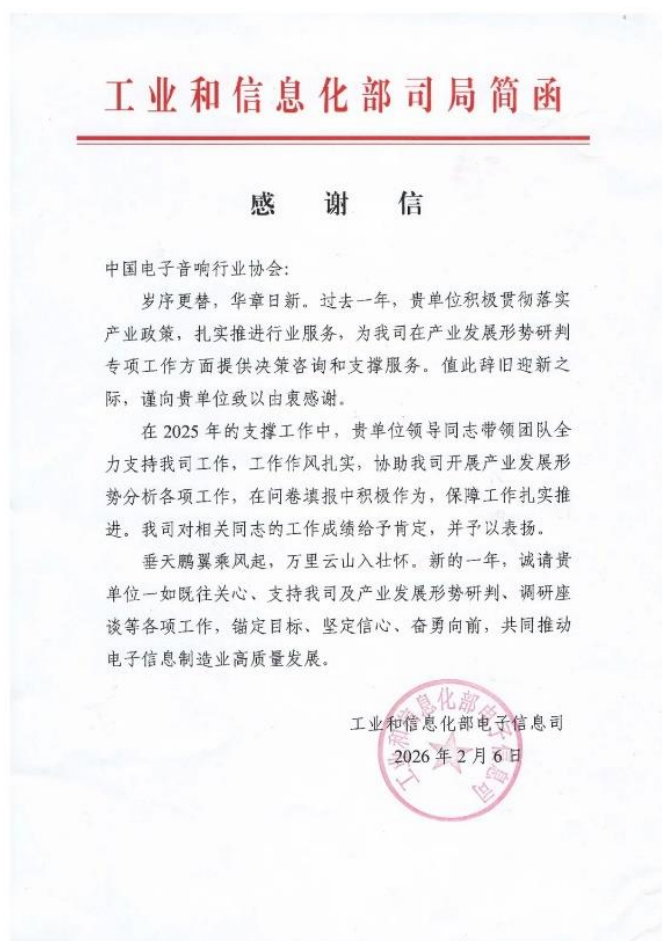 工业和信息化部司局简函
感谢信
中国电子音响行业协会：
岁序更替，华章日新。过去一年，贵单位积极贯彻落实
产业政策，扎实推进行业服务，为我司在产业发展形势研判
专项工作方面提供决策咨询和支撑服务。值此辞旧迎新之
际，谨向贵单位致以由衷感谢。
在 2025 年的支撑工作中，贵单位领导同志带领团队全
力支持我司工作，工作作风扎实，协助我司开展产业发展形
势分析各项工作，在问卷填报中积极作为，保障工作扎实推
进。我司对相关同志的工作成绩给予肯定，并予以表扬。
垂天鹏翼乘风起，万里云山入壮怀。新的一年，诚请贵
单位一如既往关心、支持我司及产业发展形势研判、调研座
谈等各项工作，锚定目标、坚定信心、奋勇向前，共同推动
电子信息制造业高质量发展。
工业和信息化部电子信息司
2026 年 2 月 6 日
工业和信息化部电子信息司